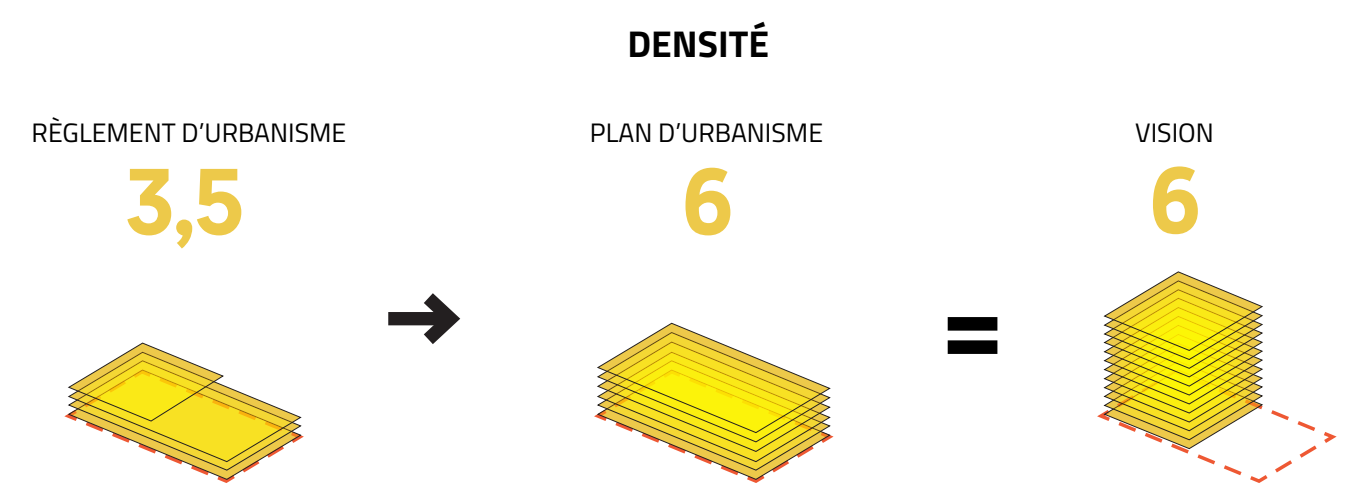 DENSITÉ
RÈGLEMENT D'URBANISME
3,5
PLAN D'URBANISME
6
VISION
6